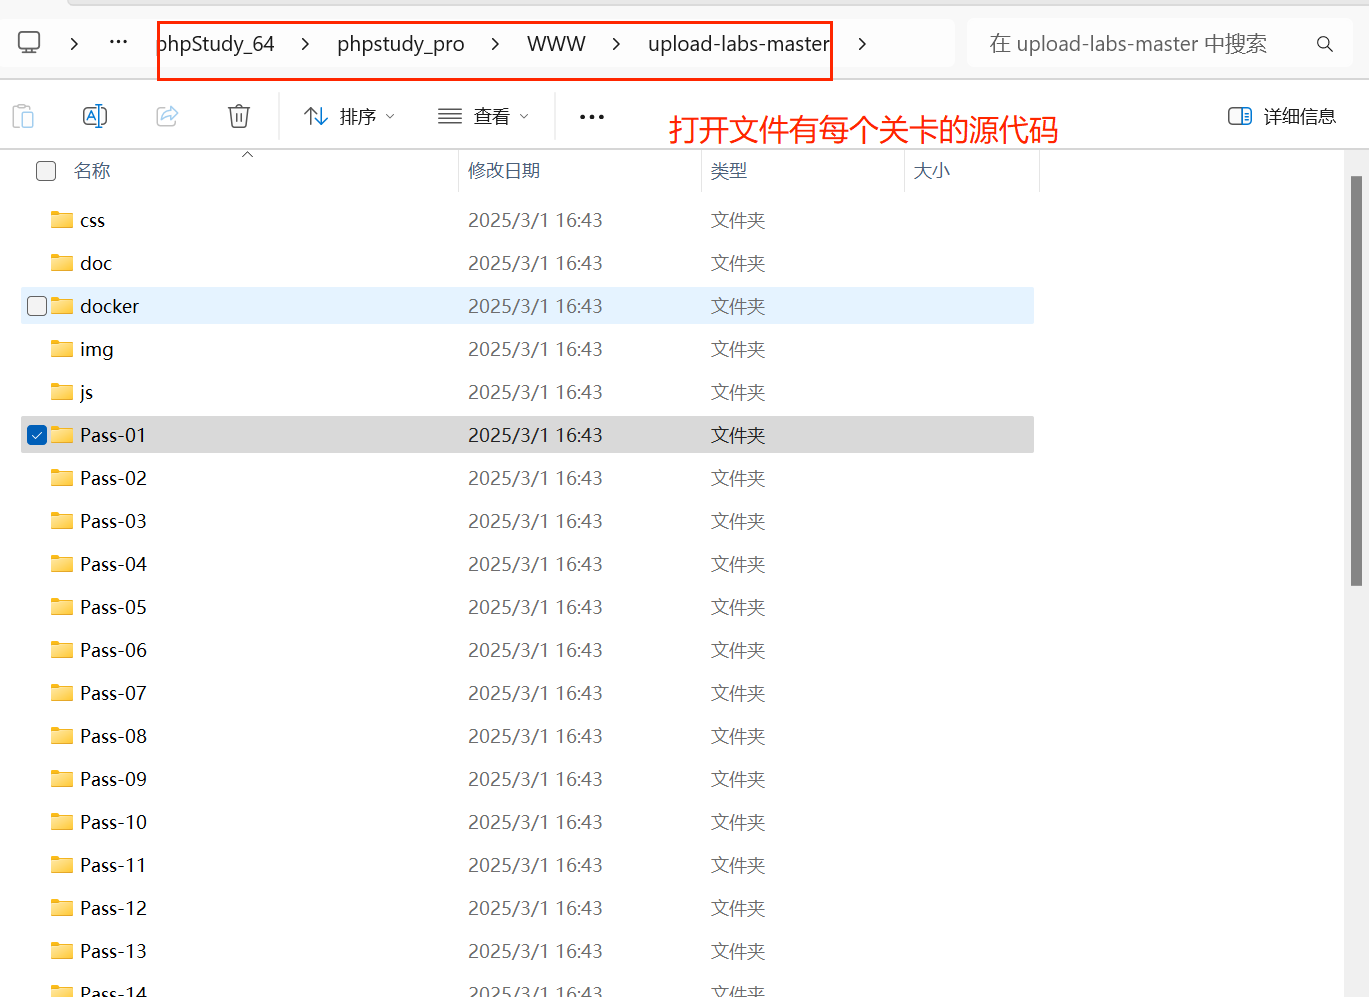 ··· phpStudy_64 > phpstudy_pro > WWW > upload-labs-master > 在 upload-labs-master 中搜索
排序 查看 ··· 详细信息
打开文件有每个关卡的源代码
名称 修改日期 类型 大小
css 2025/3/1 16:43 文件夹
doc 2025/3/1 16:43 文件夹
docker 2025/3/1 16:43 文件夹
img 2025/3/1 16:43 文件夹
js 2025/3/1 16:43 文件夹
Pass-01 2025/3/1 16:43 文件夹
Pass-02 2025/3/1 16:43 文件夹
Pass-03 2025/3/1 16:43 文件夹
Pass-04 2025/3/1 16:43 文件夹
Pass-05 2025/3/1 16:43 文件夹
Pass-06 2025/3/1 16:43 文件夹
Pass-07 2025/3/1 16:43 文件夹
Pass-08 2025/3/1 16:43 文件夹
Pass-09 2025/3/1 16:43 文件夹
Pass-10 2025/3/1 16:43 文件夹
Pass-11 2025/3/1 16:43 文件夹
Pass-12 2025/3/1 16:43 文件夹
Pass-13 2025/3/1 16:43 文件夹
Pass-14 2025/3/1 16:43 文件夹